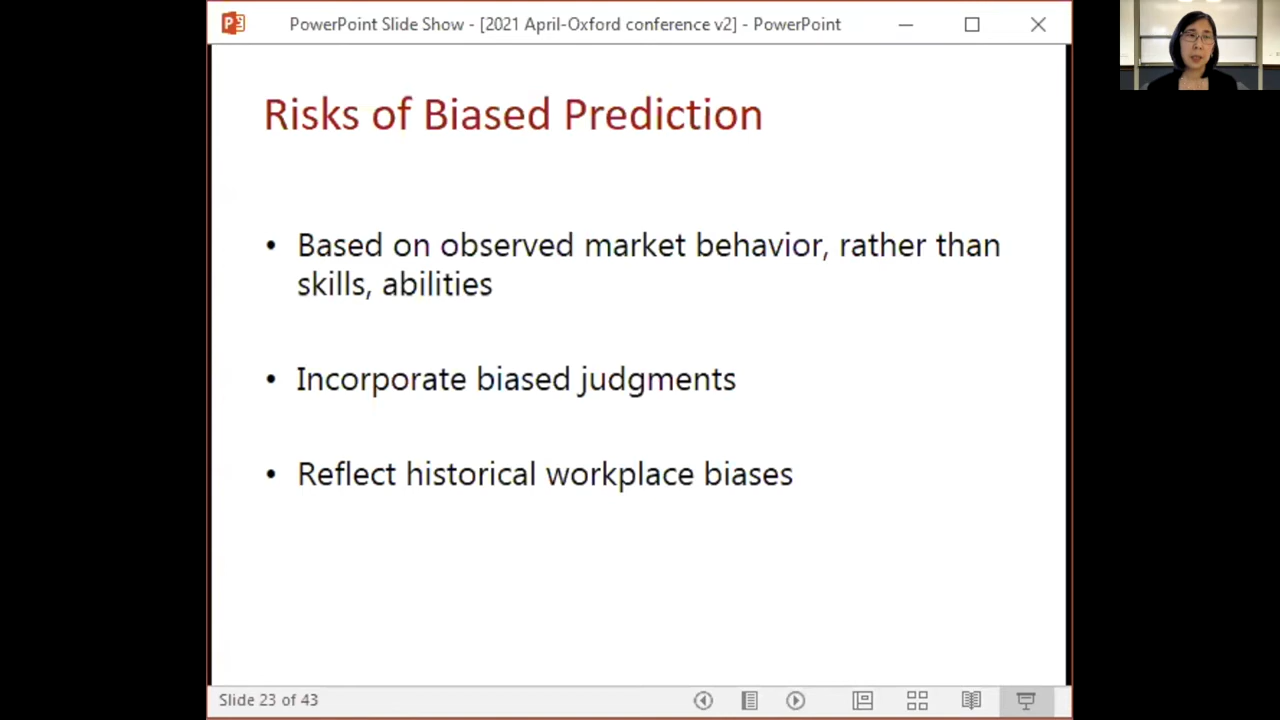 PowerPoint Slide Show - [2021 April-Oxford conference v2] - PowerPoint
Risks of Biased Prediction
• Based on observed market behavior, rather than
skills, abilities
• Incorporate biased judgments
• Reflect historical workplace biases
Slide 23 of 43